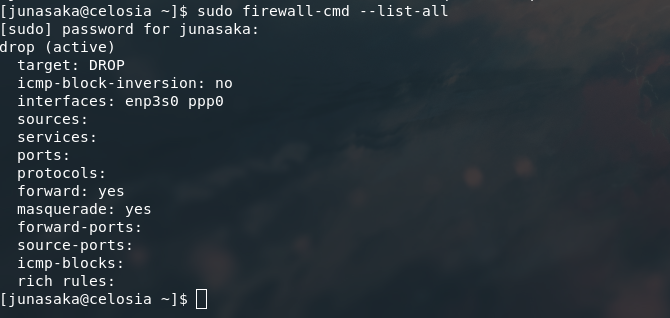 [junasaka@celosia ~]$ sudo firewall-cmd --list-all
[sudo] password for junasaka:
drop (active)
  target: DROP
  icmp-block-inversion: no
  interfaces: enp3s0 ppp0
  sources:
  services:
  ports:
  protocols:
  forward: yes
  masquerade: yes
  forward-ports:
  source-ports:
  icmp-blocks:
  rich rules:
[junasaka@celosia ~]$